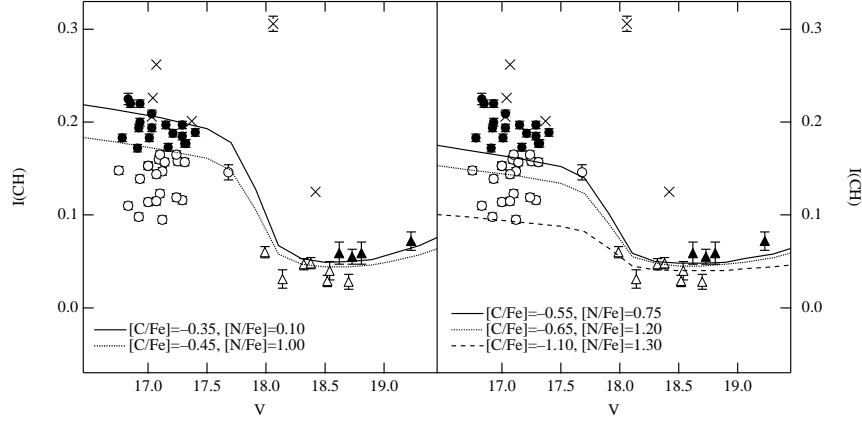 0.3
0.2
0.1
0.0
I(CH)
[C/Fe]=−0.35, [N/Fe]=0.10
[C/Fe]=−0.45, [N/Fe]=1.00
17.0 17.5 18.0 18.5 19.0
V
[C/Fe]=−0.55, [N/Fe]=0.75
[C/Fe]=−0.65, [N/Fe]=1.20
[C/Fe]=−1.10, [N/Fe]=1.30
17.0 17.5 18.0 18.5 19.0
V
0.3
0.2
0.1
0.0
I(CH)